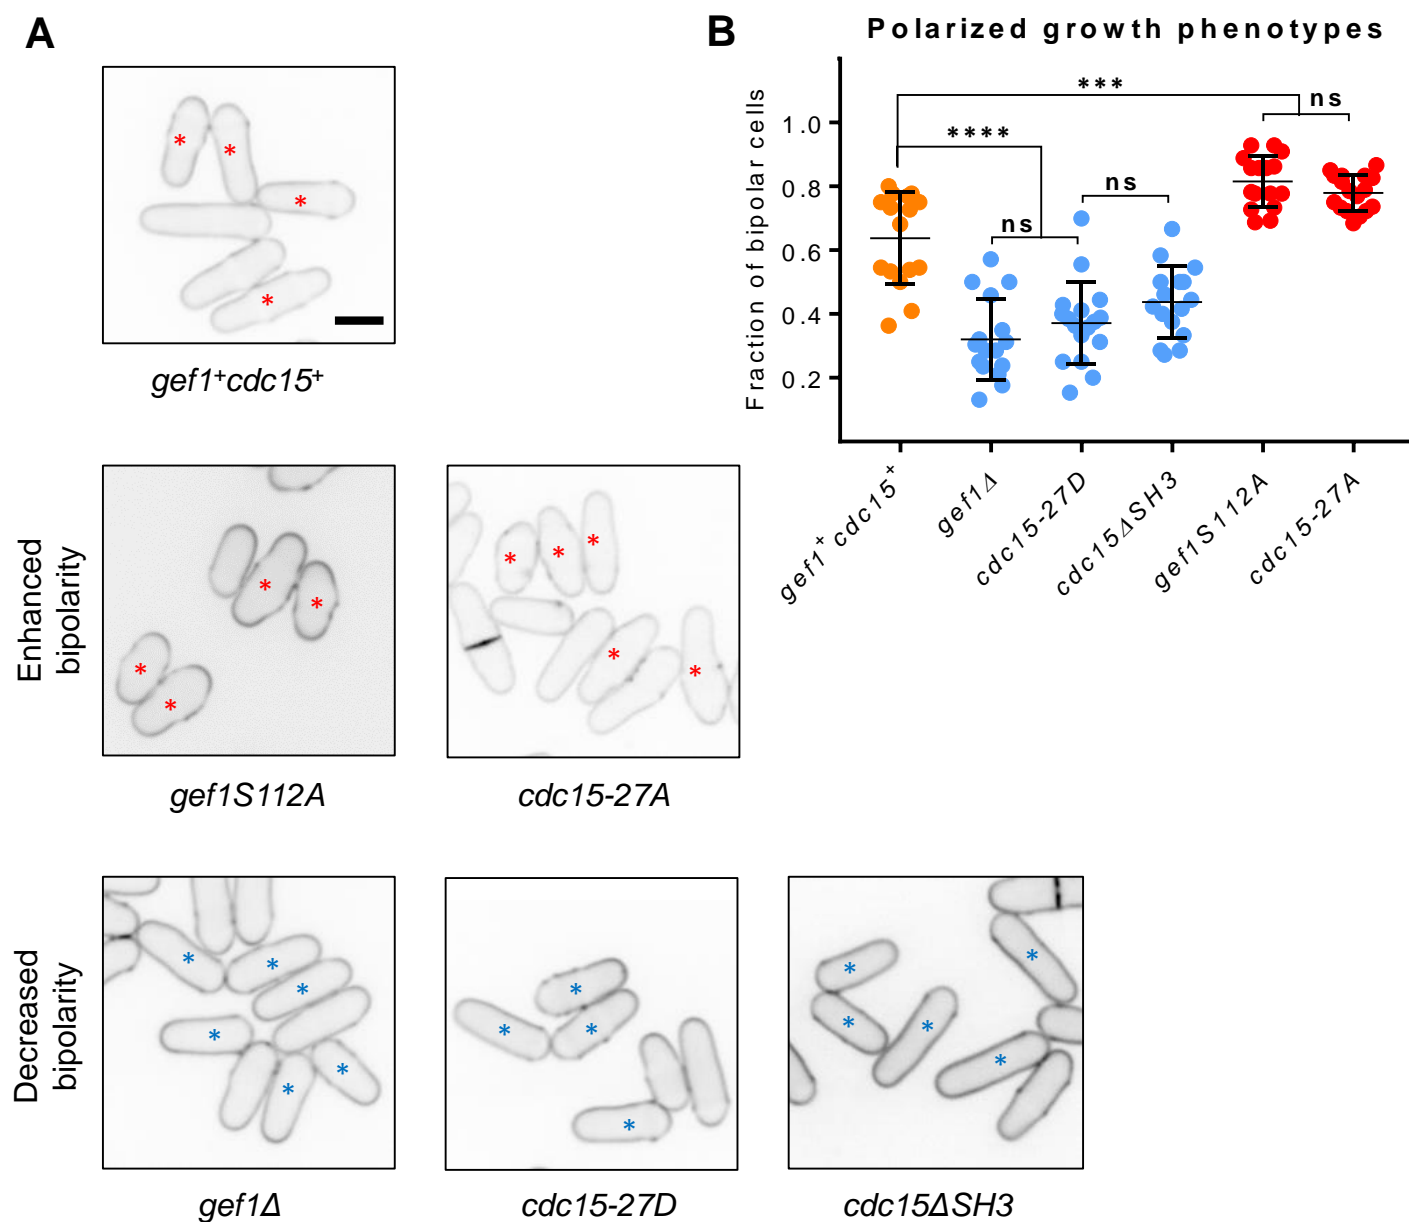 A
gef1+cdc15+
Enhanced
bipolarity
gef1S112A
cdc15-27A
Decreased
bipolarity
gef1Δ
cdc15-27D
cdc15ΔSH3
B
Polarized growth phenotypes
Fraction of bipolar cells
1.0
0.8
0.6
0.4
0.2
***
****
ns
ns
ns
gef1+ cdc15+
gef1Δ
cdc15-27D
cdc15ΔSH3
gef1S112A
cdc15-27A